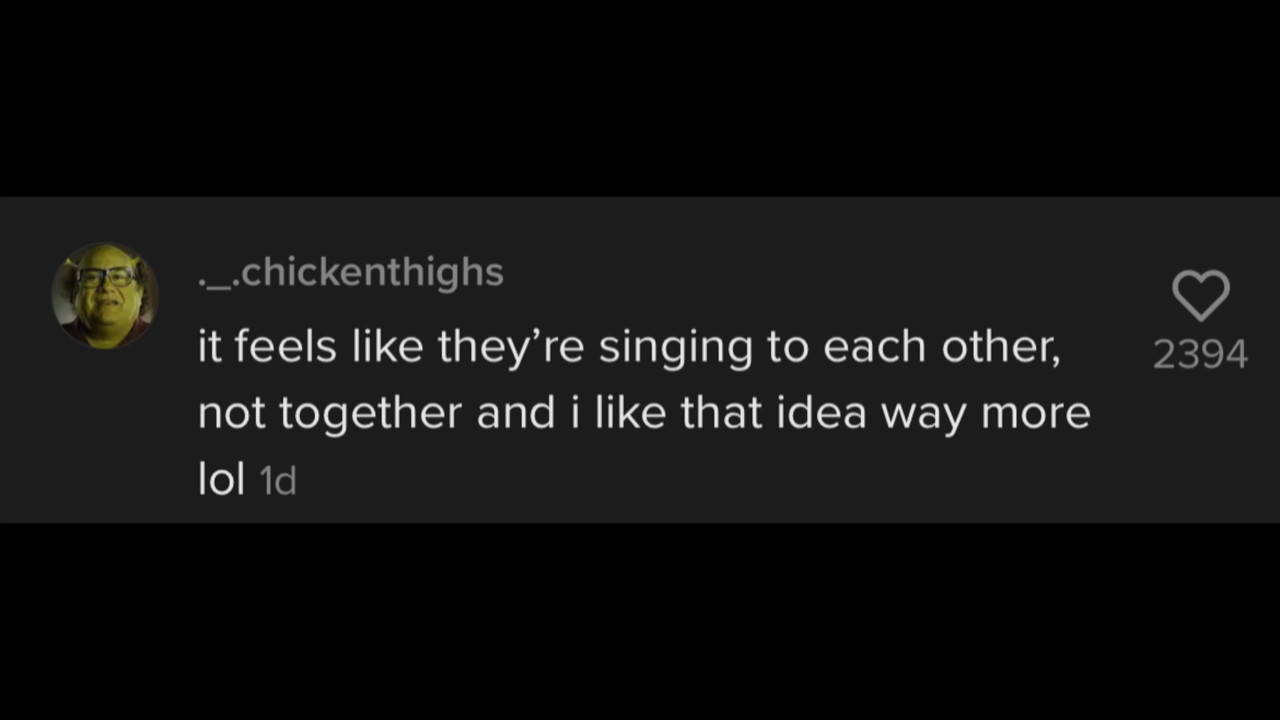 ._.chickenthighs
it feels like they’re singing to each other,
not together and i like that idea way more
lol 1d
2394